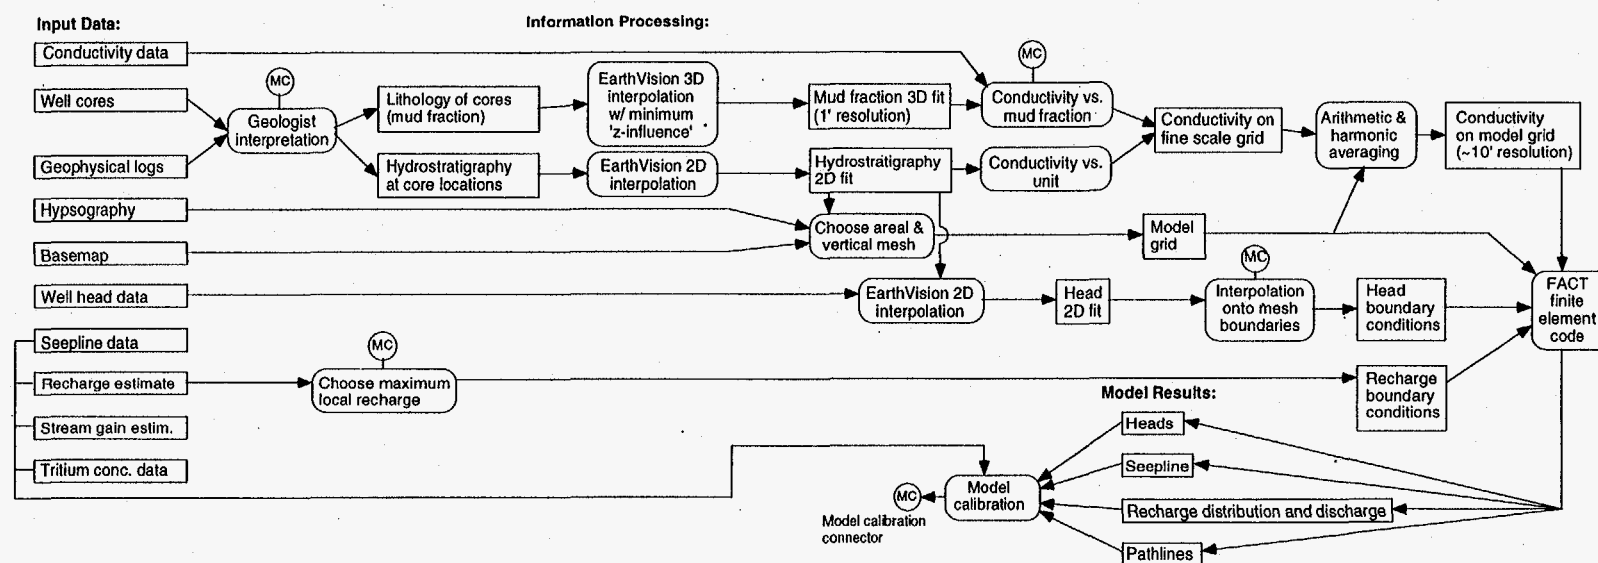 Input Data:
Information Processing:
Conductivity data
Well cores
Geophysical logs
Hypsography
Basemap
Well head data
Seepline data
Recharge estimate
Stream gain estim.
Tritium conc. data
MC
Geologist
interpretation
Lithology of cores
(mud fraction)
Hydrostratigraphy
at core locations
EarthVision 3D
interpolation
w/ minimum
'z-influence'
EarthVision 2D
interpolation
Mud fraction 3D fit
(1' resolution)
Hydrostratigraphy
2D fit
MC
Conductivity vs.
mud fraction
Conductivity vs.
unit
Conductivity on
fine scale grid
Arithmetic &
harmonic
averaging
Conductivity
on model grid
(~10' resolution)
Choose areal &
vertical mesh
Model
grid
EarthVision 2D
interpolation
Head
2D fit
MC
Interpolation
onto mesh
boundaries
Head
boundary
conditions
FACT
finite
element
code
MC
Choose maximum
local recharge
Recharge
boundary
conditions
Model Results:
Heads
Seepline
Recharge distribution and discharge
Pathlines
Model
calibration
MC
Model calibration
connector